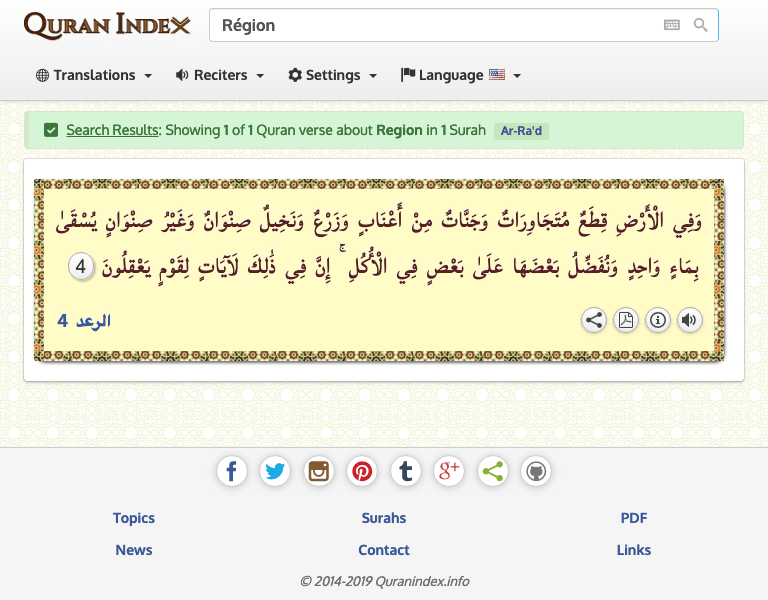 QURAN INDEX
Région
Translations
Reciters
Settings
Language
Search Results: Showing 1 of 1 Quran verse about Region in 1 Surah Ar-Ra'd
وَفِي الْأَرْضِ قِطَعٌ مُتَجَاوِرَاتٌ وَجَنَّاتٌ مِنْ أَعْنَابٍ وَزَرْعٌ وَنَخِيلٌ صِنْوَانٌ وَغَيْرُ صِنْوَانٍ يُسْقَىٰ
بِمَاءٍ وَاحِدٍ وَنُفَضِّلُ بَعْضَهَا عَلَىٰ بَعْضٍ فِي الْأُكُلِ ۚ إِنَّ فِي ذَٰلِكَ لَآيَاتٍ لِقَوْمٍ يَعْقِلُونَ 4
الرعد 4
Topics
Surahs
PDF
News
Contact
Links
© 2014-2019 Quranindex.info